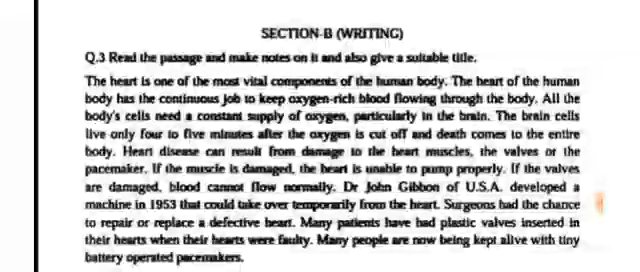 SECTION-B (WRITING)
Q.3 Read the passage and make notes on it and also give a suitable title.
The heart is one of the most vital components of the human body. The heart of the human
body has the continuous job to keep oxygen-rich blood flowing through the body. All the
body's cells need a constant supply of oxygen, particularly in the brain. The brain cells
live only four to five minutes after the oxygen is cut off and death comes to the entire
body. Heart disease can result from damage to the heart muscles, the valves or the
pacemaker. If the muscle is damaged, the heart is unable to pump properly. If the valves
are damaged, blood cannot flow normally. Dr John Gibbon of U.S.A. developed a
machine in 1953 that could take over temporarily from the heart. Surgeons had the chance
to repair or replace a defective heart. Many patients have had plastic valves inserted in
their hearts when their hearts were faulty. Many people are now being kept alive with tiny
battery operated pacemakers.